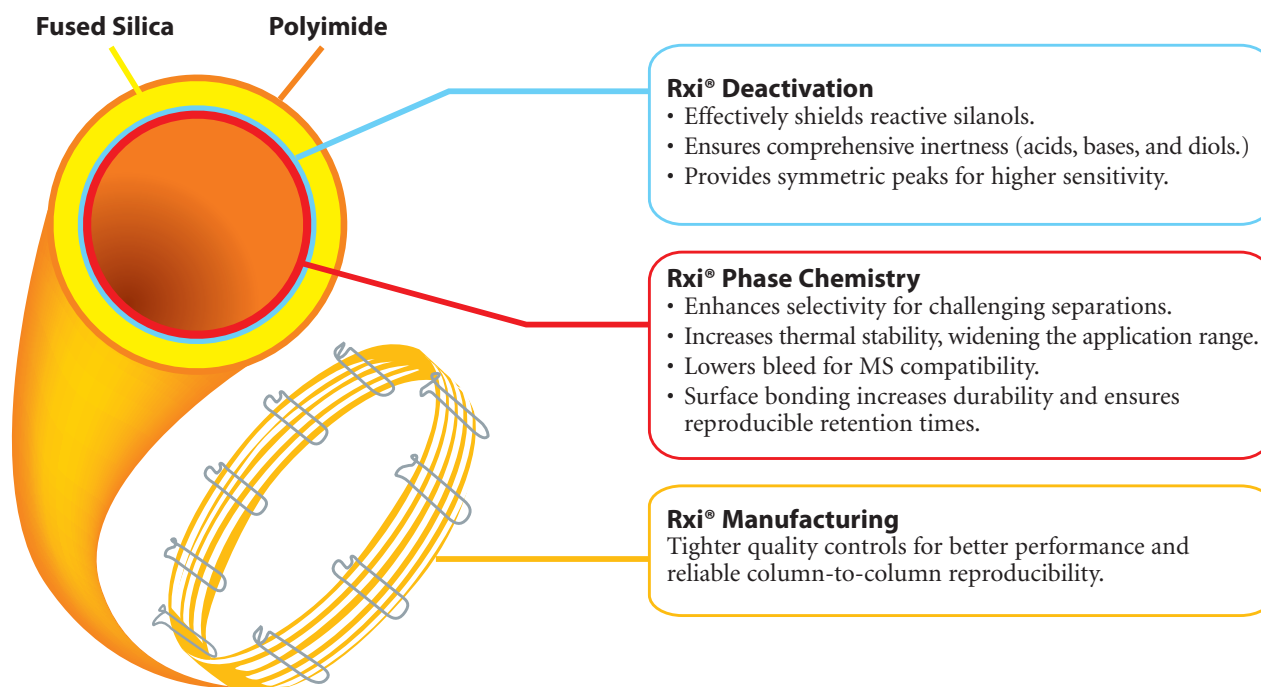 Fused Silica
Polyimide
Rxi® Deactivation
• Effectively shields reactive silanols.
• Ensures comprehensive inertness (acids, bases, and diols.)
• Provides symmetric peaks for higher sensitivity.
Rxi® Phase Chemistry
• Enhances selectivity for challenging separations.
• Increases thermal stability, widening the application range.
• Lowers bleed for MS compatibility.
• Surface bonding increases durability and ensures
reproducible retention times.
Rxi® Manufacturing
Tighter quality controls for better performance and
reliable column-to-column reproducibility.